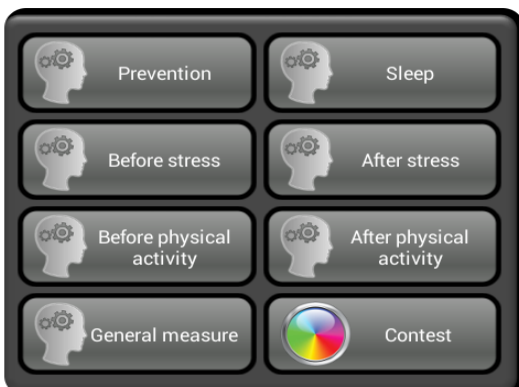 Prevention
Sleep
Before stress
After stress
Before physical
activity
After physical
activity
General measure
Contest